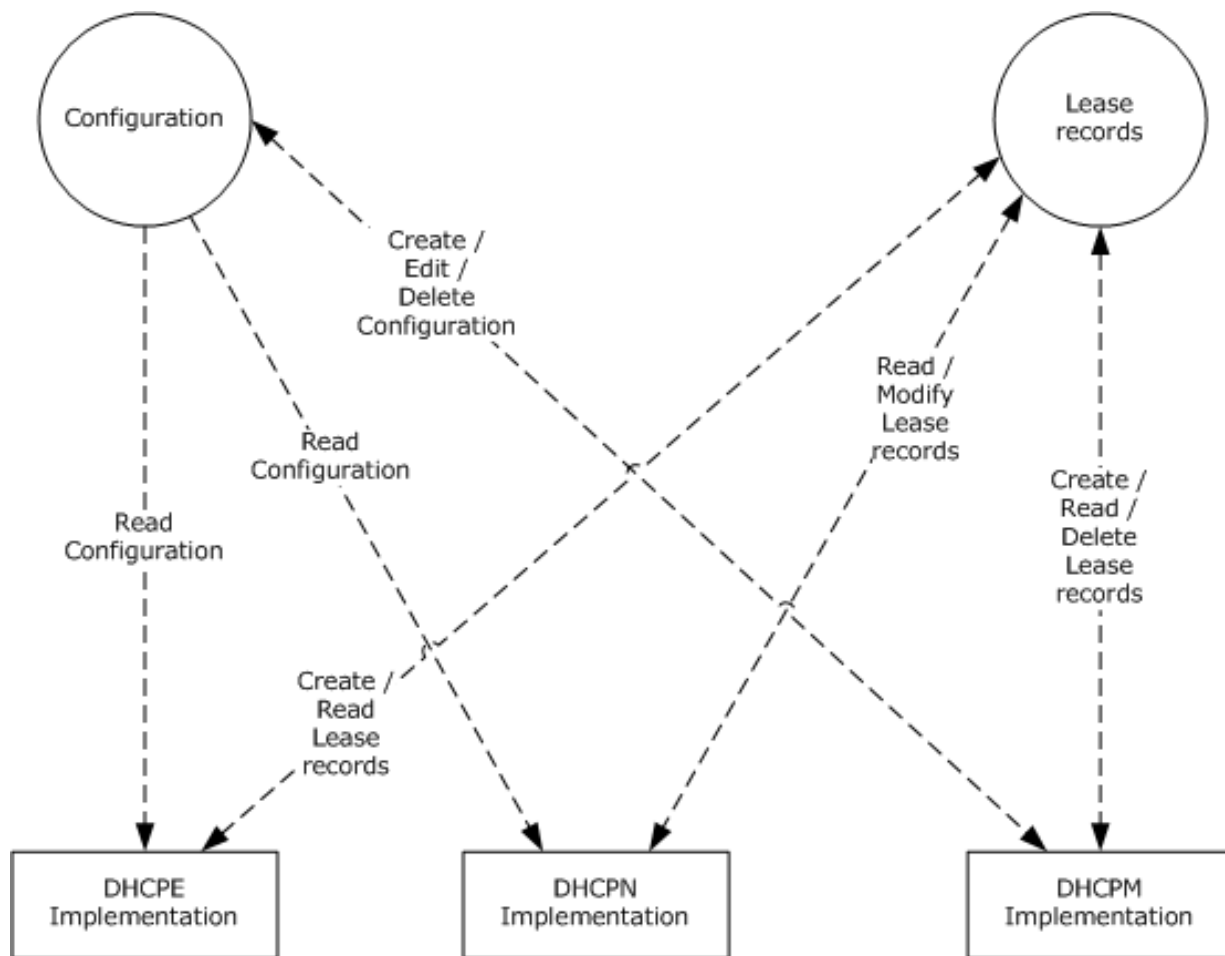 Configuration
Lease
records
Create /
Edit /
Delete
Configuration
Read /
Modify
Lease
records
Read
Configuration
Read
Configuration
Create /
Read /
Delete
Lease
records
Create /
Read
Lease
records
DHCPE
Implementation
DHCPN
Implementation
DHCPM
Implementation